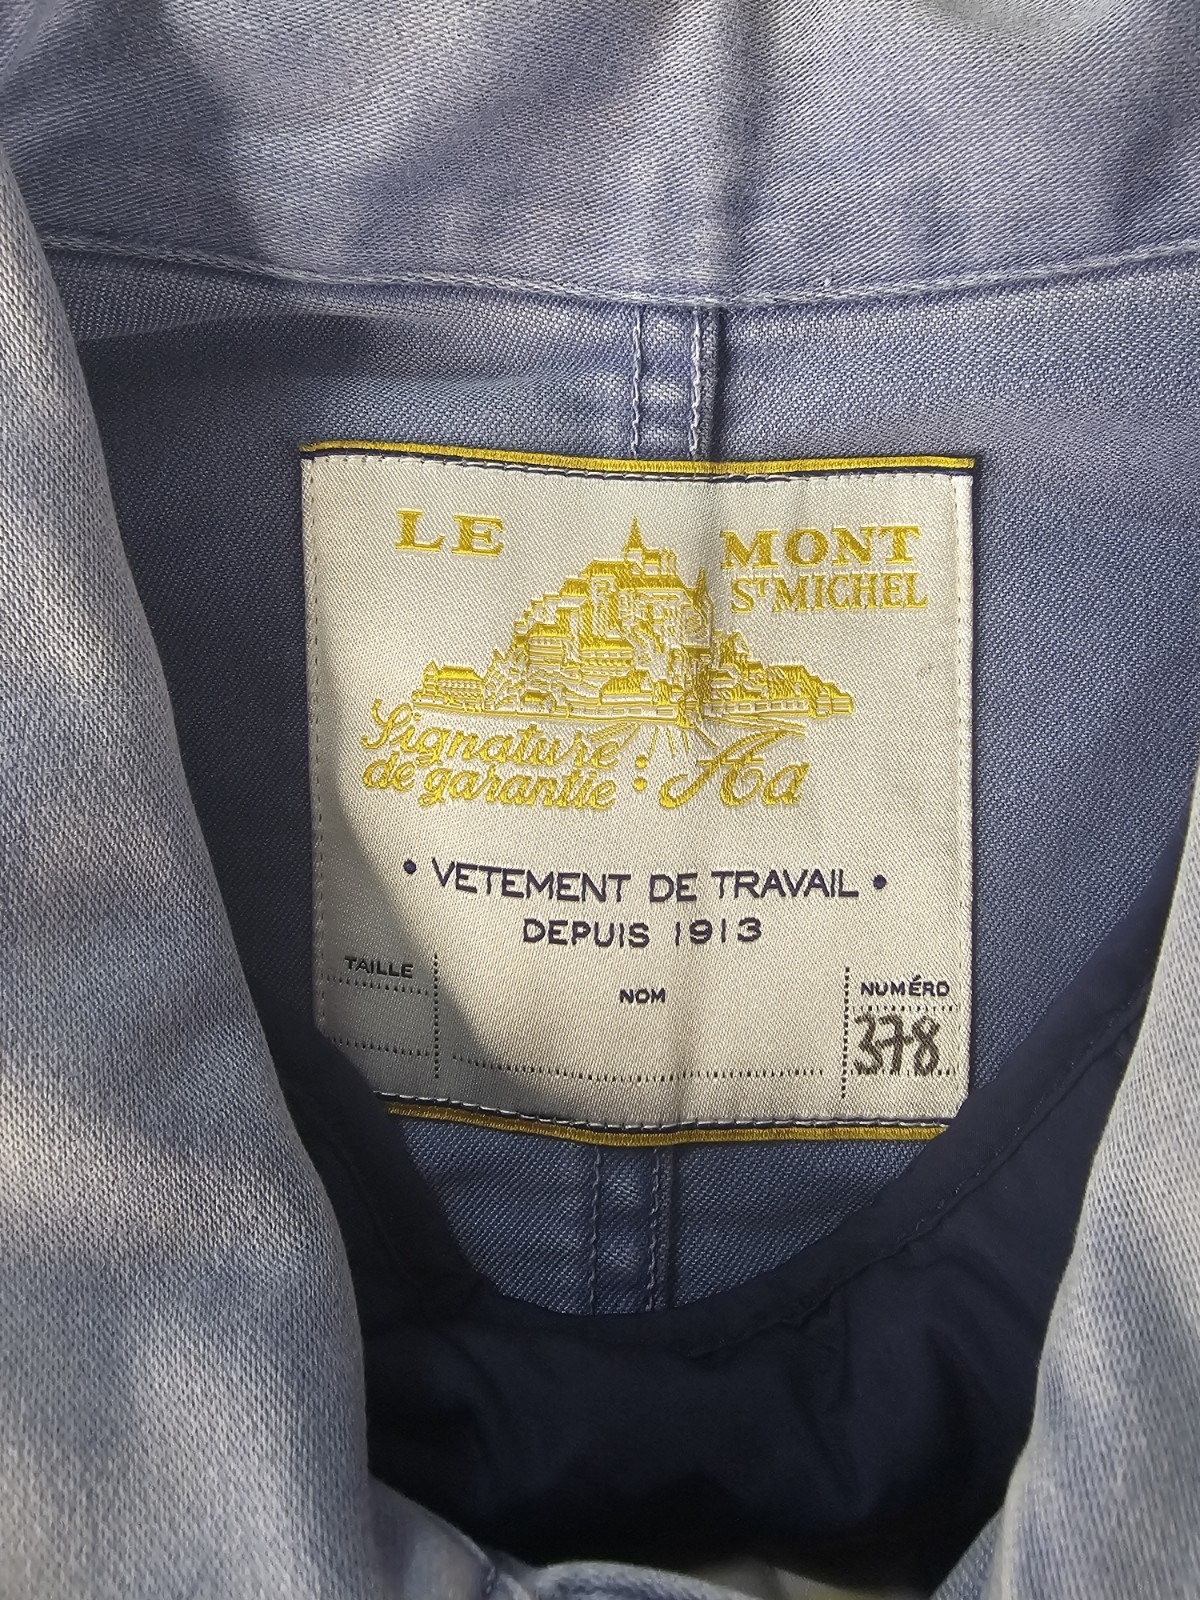 LE MONT
ST MICHEL
Signature
de garantie : Aa
• VETEMENT DE TRAVAIL •
DEPUIS 1913
TAILLE
NOM
NUMÉRO
378